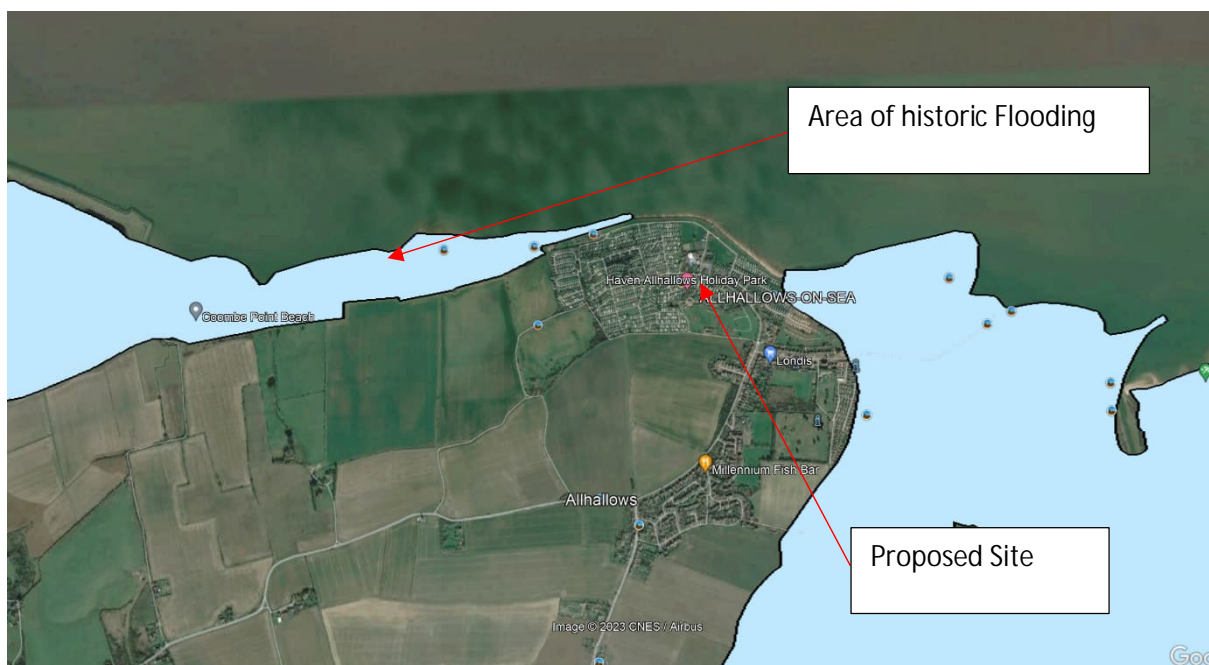 Area of historic Flooding
Haven Allhallows Holiday Park
ALLHALLOWS-ON-SEA
Coombe Point Beach
Londis
Millennium Fish Bar
Allhallows
Proposed Site
Image © 2023 CNES / Airbus
Goo